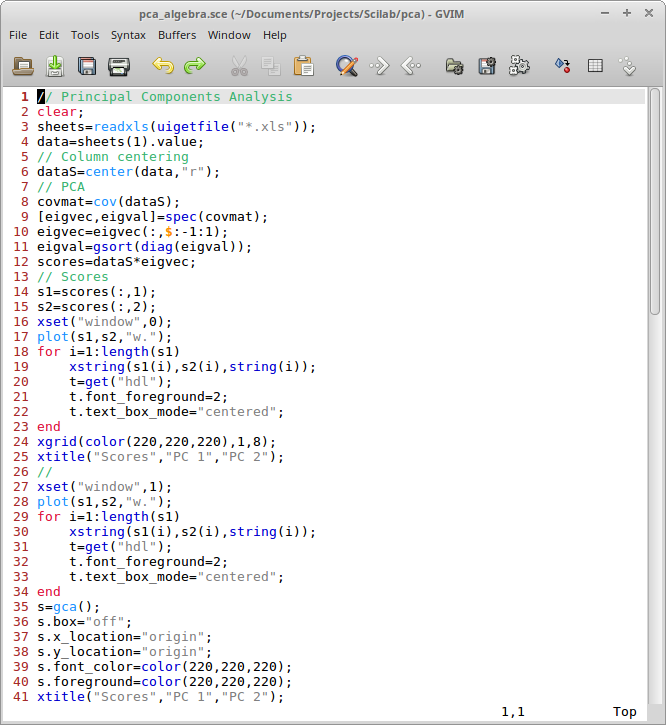 pca_algebra.sce (~/Documents/Projects/Scilab/pca) - GVIM
File Edit Tools Syntax Buffers Window Help
1 // Principal Components Analysis
2 clear;
3 sheets=readxls(uigetfile("*.xls"));
4 data=sheets(1).value;
5 // Column centering
6 dataS=center(data,"r");
7 // PCA
8 covmat=cov(dataS);
9 [eigvec,eigval]=spec(covmat);
10 eigvec=eigvec(:,$:-1:1);
11 eigval=gsort(diag(eigval));
12 scores=dataS*eigvec;
13 // Scores
14 s1=scores(:,1);
15 s2=scores(:,2);
16 xset("window",0);
17 plot(s1,s2,"w.");
18 for i=1:length(s1)
19     xstring(s1(i),s2(i),string(i));
20     t=get("hdl");
21     t.font_foreground=2;
22     t.text_box_mode="centered";
23 end
24 xgrid(color(220,220,220),1,8);
25 xtitle("Scores","PC 1","PC 2");
26 //
27 xset("window",1);
28 plot(s1,s2,"w.");
29 for i=1:length(s1)
30     xstring(s1(i),s2(i),string(i));
31     t=get("hdl");
32     t.font_foreground=2;
33     t.text_box_mode="centered";
34 end
35 s=gca();
36 s.box="off";
37 s.x_location="origin";
38 s.y_location="origin";
39 s.font_color=color(220,220,220);
40 s.foreground=color(220,220,220);
41 xtitle("Scores","PC 1","PC 2");
1,1 Top